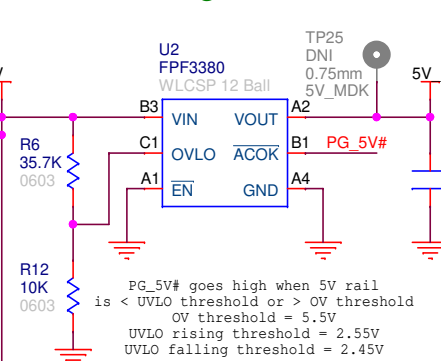 U2
FPF3380
WLCSP 12 Ball
TP25
DNI
0.75mm
5V_MDK
5V
B3
VIN
VOUT
A2
R6
35.7K
0603
C1
OVLO
ACOK
B1
PG_5V#
A1
EN
GND
A4
R12
10K
0603
PG_5V# goes high when 5V rail
is < UVLO threshold or > OV threshold
OV threshold = 5.5V
UVLO rising threshold = 2.55V
UVLO falling threshold = 2.45V